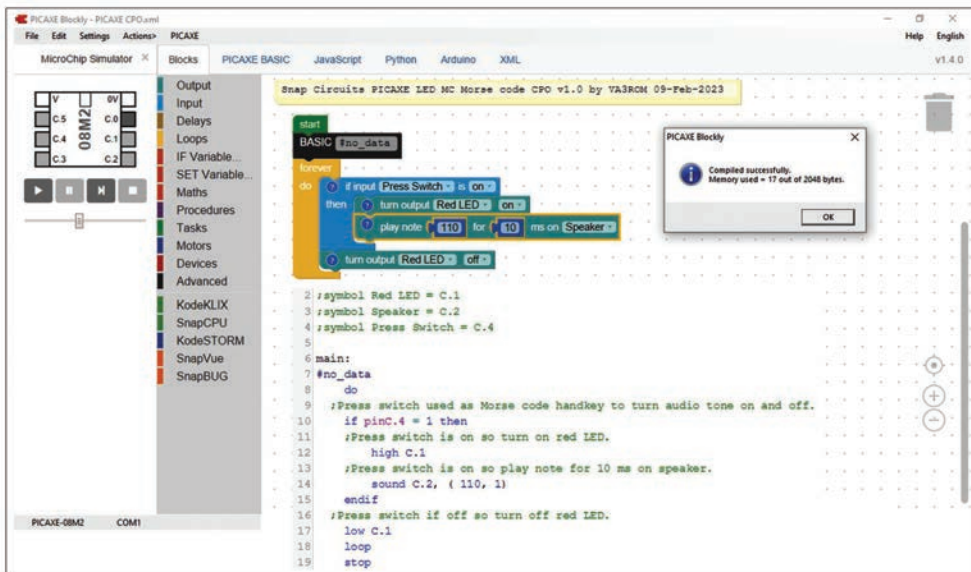 PICAXE Blockly - PICAXE CPO.xml
File Edit Settings Actions> PICAXE
Help English
MicroChip Simulator ×
Blocks PICAXE BASIC JavaScript Python Arduino XML
v1.4.0
V 0V
C.5 C.0
C.4 C.1
C.3 C.2
08M2
Output
Input
Delays
Loops
IF Variable...
SET Variable...
Maths
Procedures
Tasks
Motors
Devices
Advanced
KodeKLIX
SnapCPU
KodeSTORM
SnapVue
SnapBUG
Snap Circuits PICAXE LED MC Morse code CPO v1.0 by VA3ROM 09-Feb-2023
start
BASIC #no_data
forever
do ? if input Press Switch is on
then ? turn output Red LED on
? play note 110 for 10 ms on Speaker
? turn output Red LED off
PICAXE Blockly
Compiled successfully.
Memory used = 17 out of 2048 bytes.
OK
2 ;symbol Red LED = C.1
3 ;symbol Speaker = C.2
4 ;symbol Press Switch = C.4
5
6 main:
7 #no_data
8 do
9 ;Press switch used as Morse code handkey to turn audio tone on and off.
10 if pinC.4 = 1 then
11 ;Press switch is on so turn on red LED.
12 high C.1
13 ;Press switch is on so play note for 10 ms on speaker.
14 sound C.2, ( 110, 1)
15 endif
16 ;Press switch if off so turn off red LED.
17 low C.1
18 loop
19 stop
PICAXE-08M2 COM1